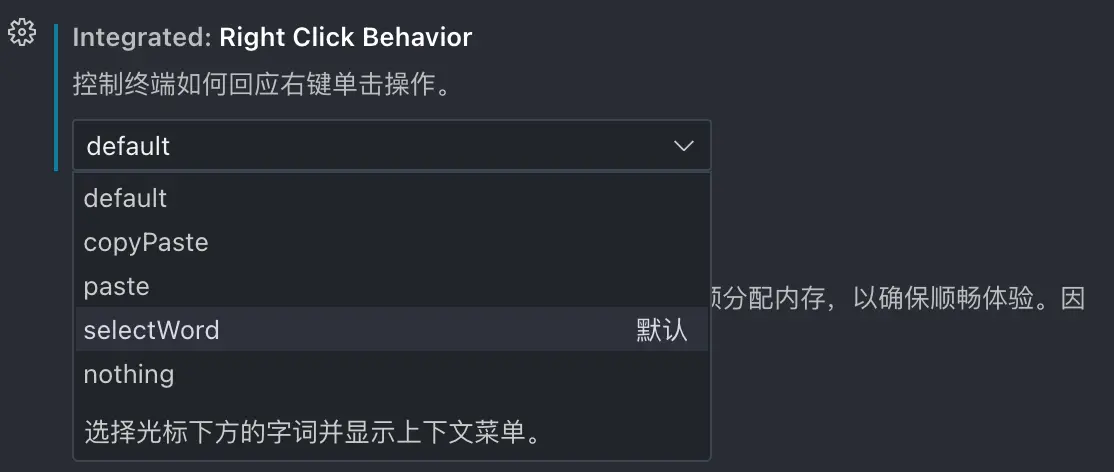 Integrated: Right Click Behavior
控制终端如何回应右键单击操作。
default
default
copyPaste
paste
分配内存，以确保顺畅体验。因
selectWord 默认
nothing
选择光标下方的字词并显示上下文菜单。